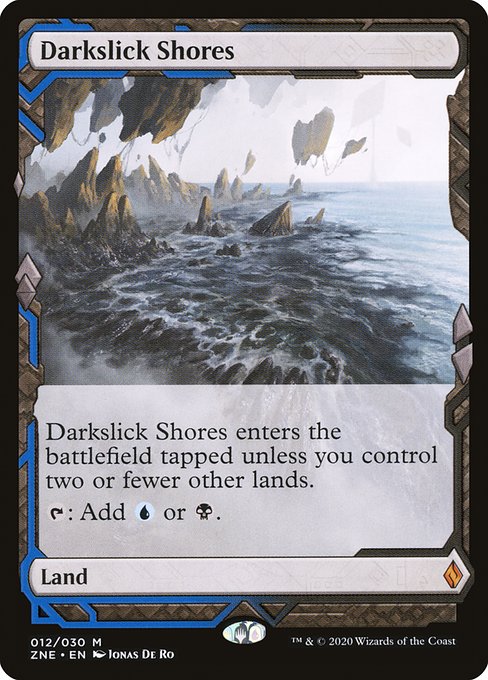 Darkslick Shores
Darkslick Shores enters the
battlefield tapped unless you control
two or fewer other lands.
: Add or .
Land
012/030 M
ZNE • EN Jonas De Ro
™ & © 2020 Wizards of the Coast